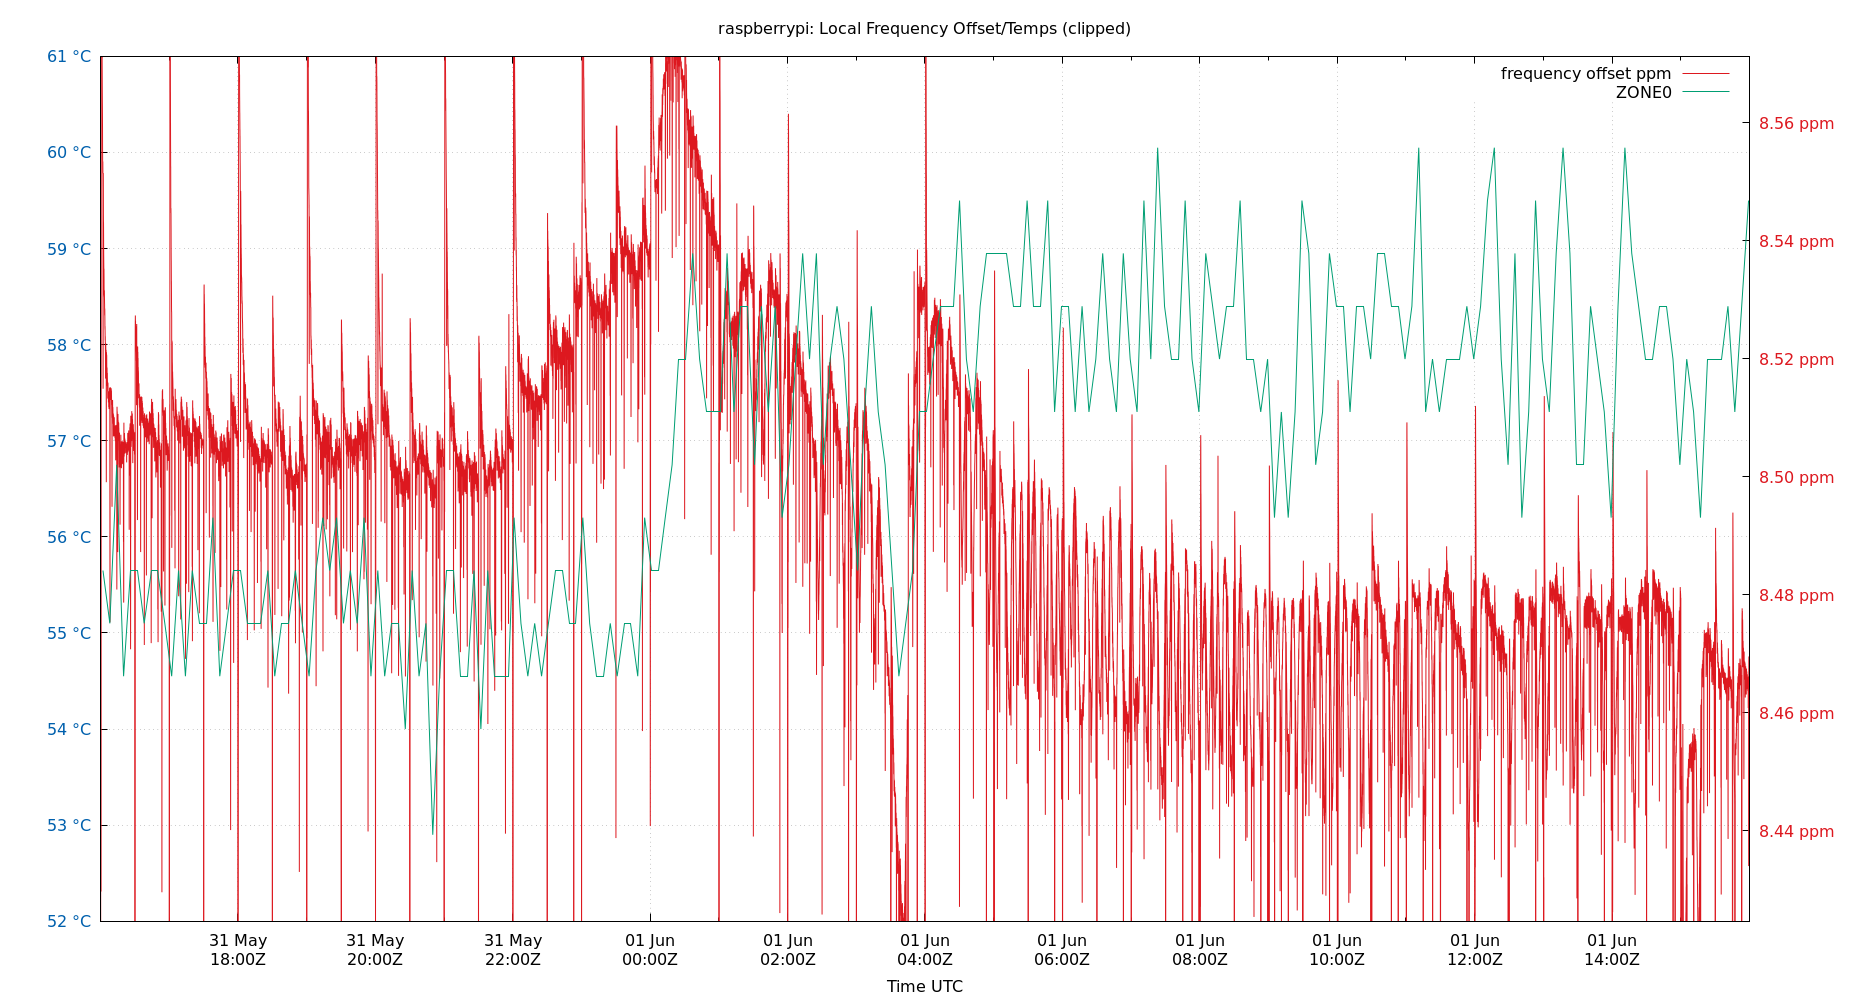 raspberrypi: Local Frequency Offset/Temps (clipped)
61 °C
60 °C
59 °C
58 °C
57 °C
56 °C
55 °C
54 °C
53 °C
52 °C
frequency offset ppm
ZONE0
8.56 ppm
8.54 ppm
8.52 ppm
8.50 ppm
8.48 ppm
8.46 ppm
8.44 ppm
31 May
18:00Z
31 May
20:00Z
31 May
22:00Z
01 Jun
00:00Z
01 Jun
02:00Z
01 Jun
04:00Z
01 Jun
06:00Z
01 Jun
08:00Z
01 Jun
10:00Z
01 Jun
12:00Z
01 Jun
14:00Z
Time UTC